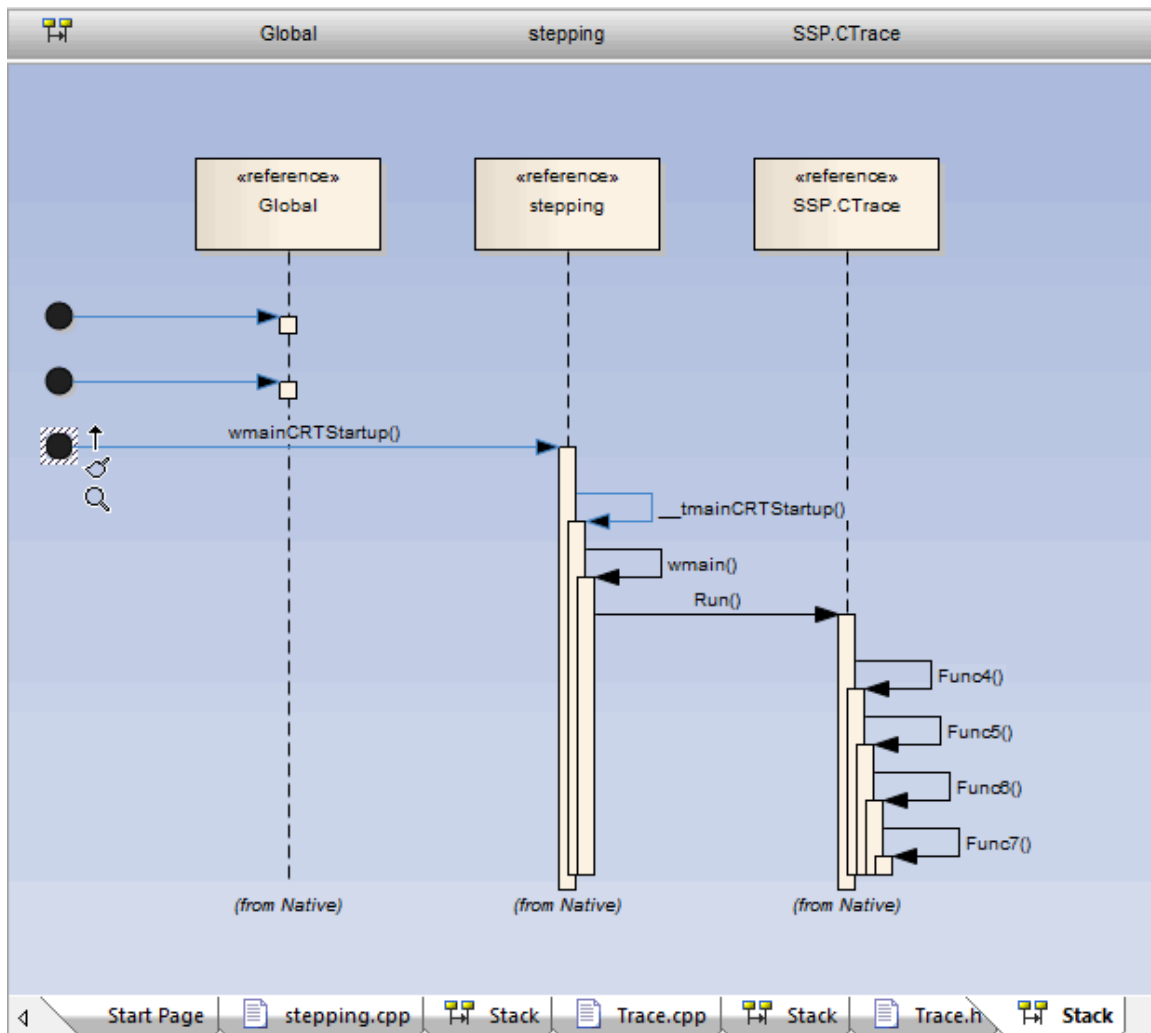 Global stepping SSP.CTrace
«reference» «reference» «reference»
Global stepping SSP.CTrace
wmainCRTStartup()
__tmainCRTStartup()
wmain()
Run()
Func4()
Func5()
Func6()
Func7()
(from Native) (from Native) (from Native)
Start Page stepping.cpp Stack Trace.cpp Stack Trace.h Stack